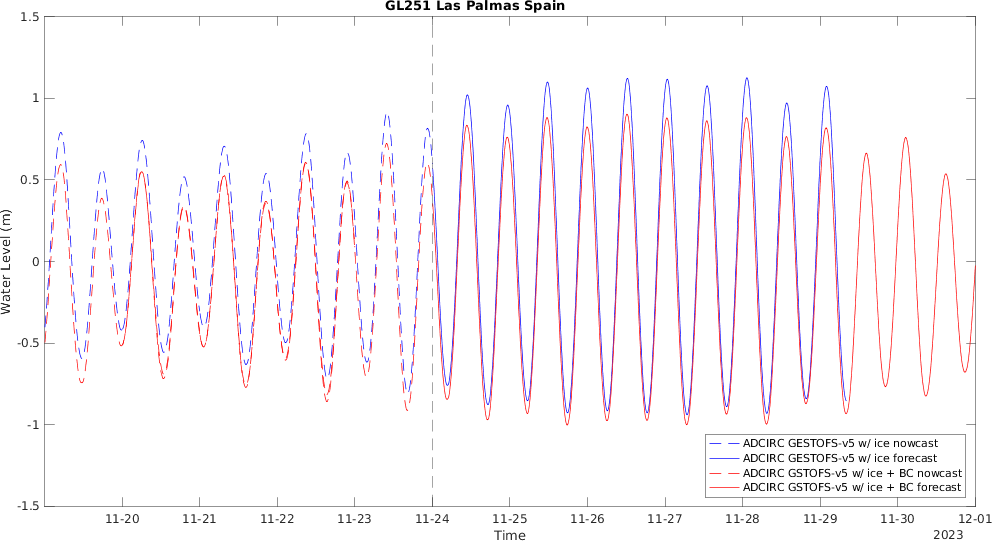 GL251 Las Palmas Spain
1.5
1
0.5
0
-0.5
-1
-1.5
Water Level (m)
ADCIRC GESTOFS-v5 w/ ice nowcast
ADCIRC GESTOFS-v5 w/ ice forecast
ADCIRC GSTOFS-v5 w/ ice + BC nowcast
ADCIRC GSTOFS-v5 w/ ice + BC forecast
11-20 11-21 11-22 11-23 11-24 11-25 11-26 11-27 11-28 11-29 11-30 12-01
Time
2023